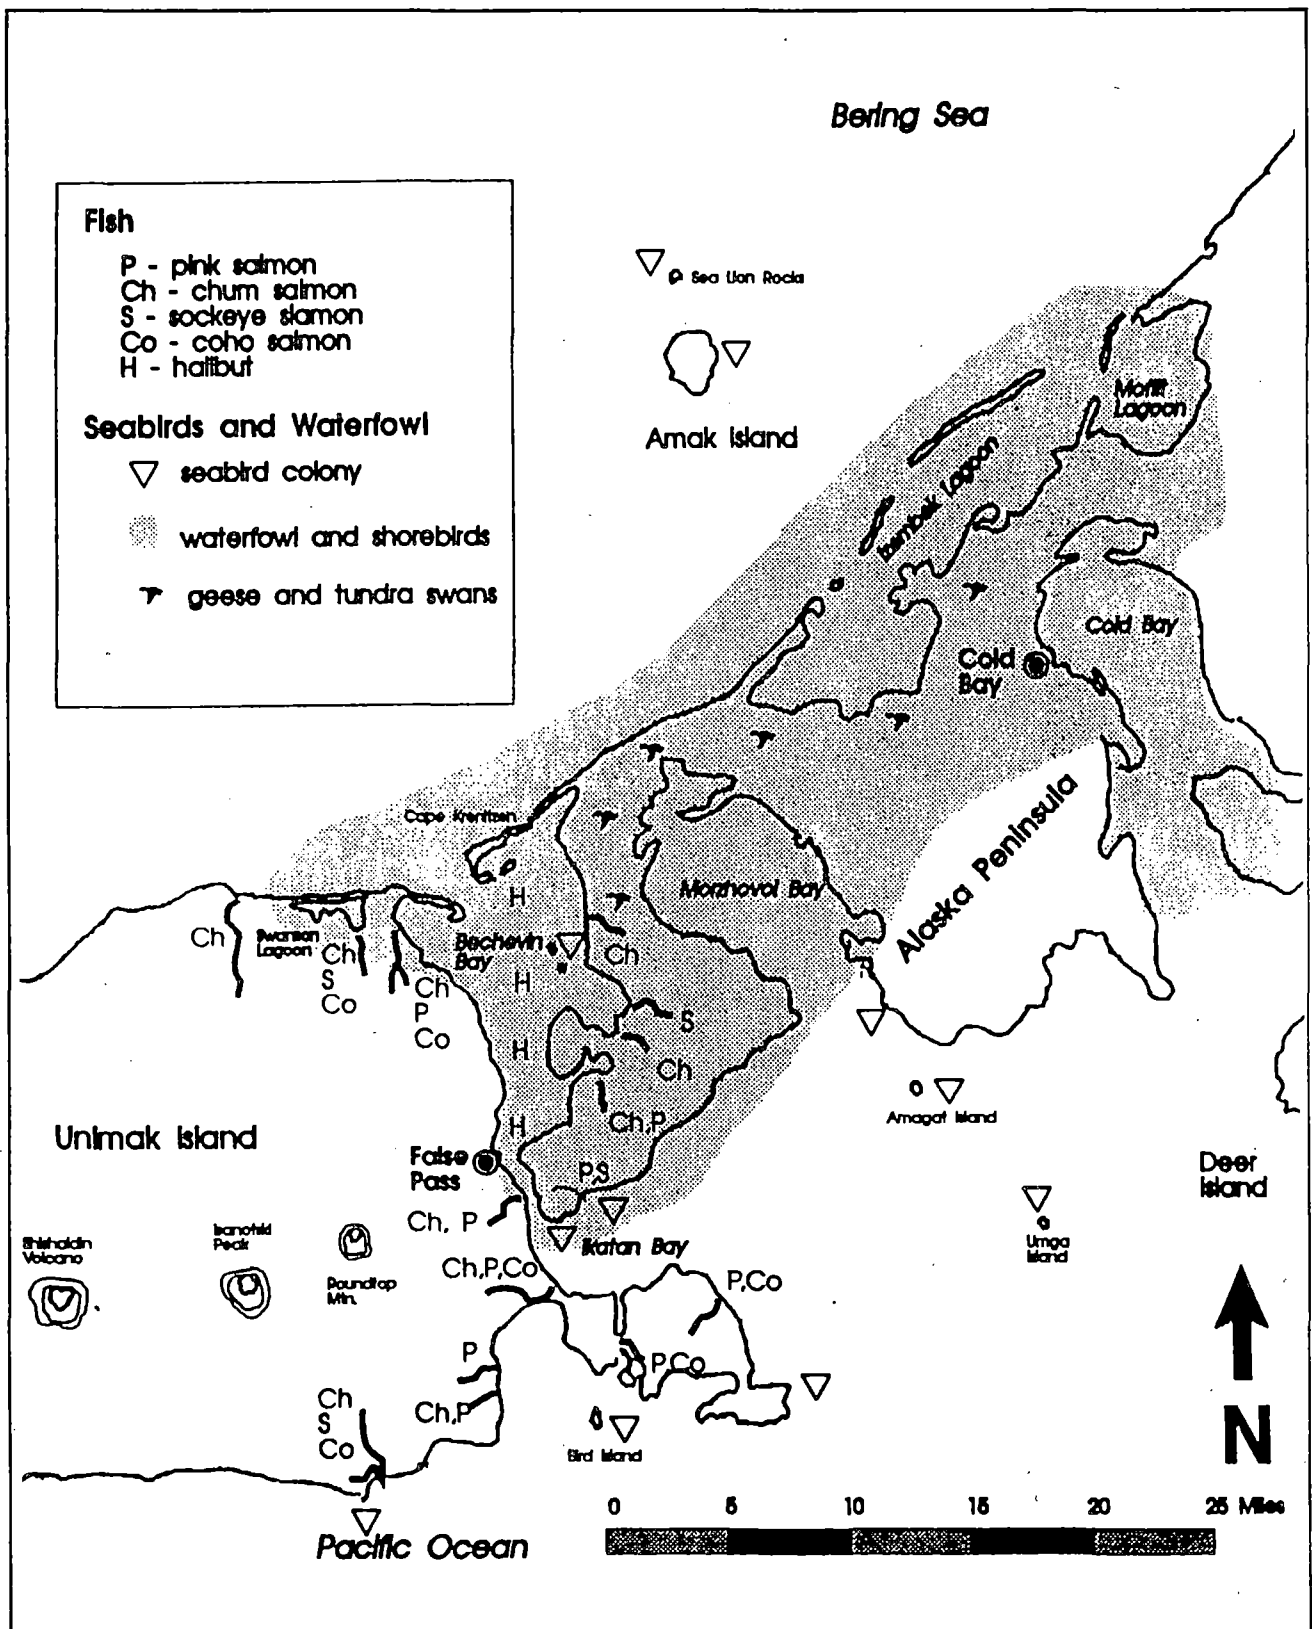 Bering Sea
Fish
P - pink salmon
Ch - chum salmon
S - sockeye slamon
Co - coho salmon
H - halibut
Seabirds and Waterfowl
seabird colony
waterfowl and shorebirds
geese and tundra swans
Sea Lion Rocks
Amak Island
Moffit
Lagoon
Izembek Lagoon
Cold Bay
Cold
Bay
Cape Krenitzen
Morzhovoi Bay
Alaska Peninsula
H
Ch
Swanson
Lagoon
Ch
S
Co
Ch
P
Co
Bechevin
Bay
Ch
H
S
H
Ch
Ch,P
H
Unimak Island
False
Pass
P,S
Amagat Island
Deer
Island
Umga
Island
Ch, P
Ikatan Bay
Shishaldin
Volcano
Isanotski
Peak
Roundtop
Mtn.
Ch,P,Co
P,Co
P
P,Co
Ch,P
Ch
S
Co
Bird Island
N
0 5 10 15 20 25 Miles
Pacific Ocean